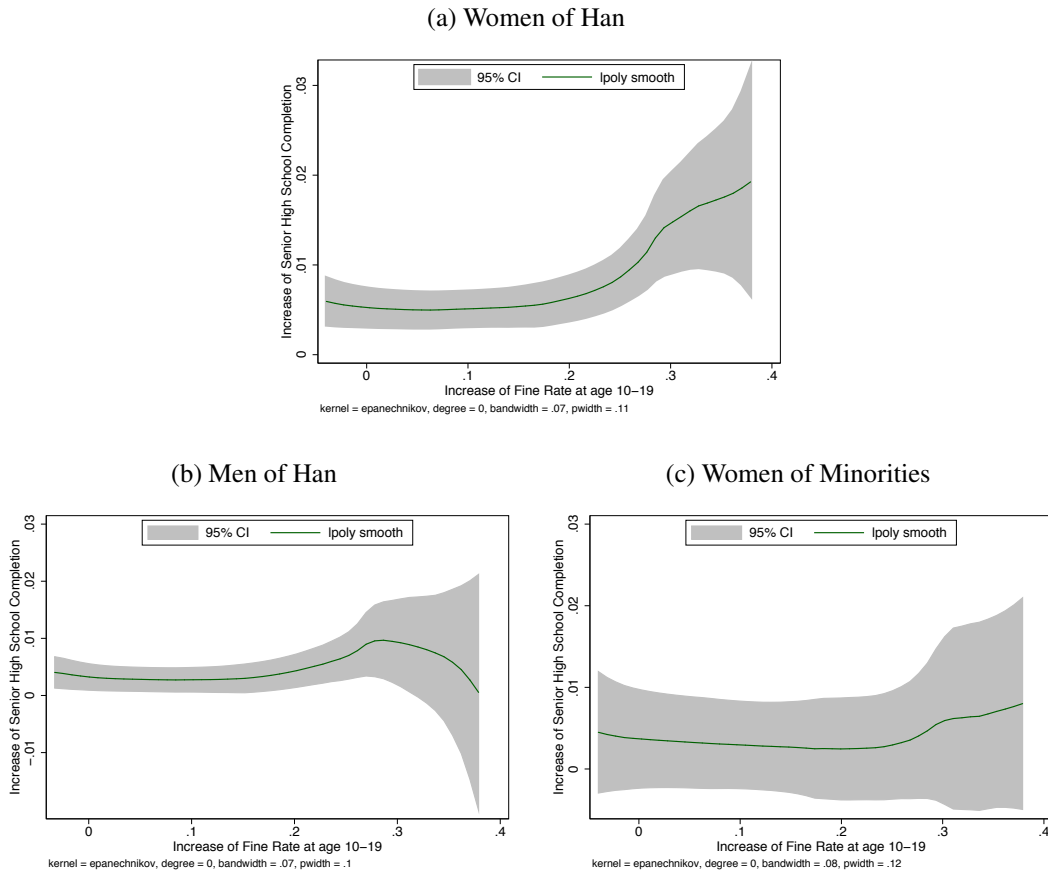 (a) Women of Han
95% CI
lpoly smooth
Increase of Senior High School Completion
.03
.02
.01
0
0
.1
.2
.3
.4
Increase of Fine Rate at age 10−19
kernel = epanechnikov, degree = 0, bandwidth = .07, pwidth = .11
(b) Men of Han
95% CI
lpoly smooth
Increase of Senior High School Completion
.03
.02
.01
0
−.01
0
.1
.2
.3
.4
Increase of Fine Rate at age 10−19
kernel = epanechnikov, degree = 0, bandwidth = .07, pwidth = .1
(c) Women of Minorities
95% CI
lpoly smooth
Increase of Senior High School Completion
.03
.02
.01
0
0
.1
.2
.3
.4
Increase of Fine Rate at age 10−19
kernel = epanechnikov, degree = 0, bandwidth = .08, pwidth = .12